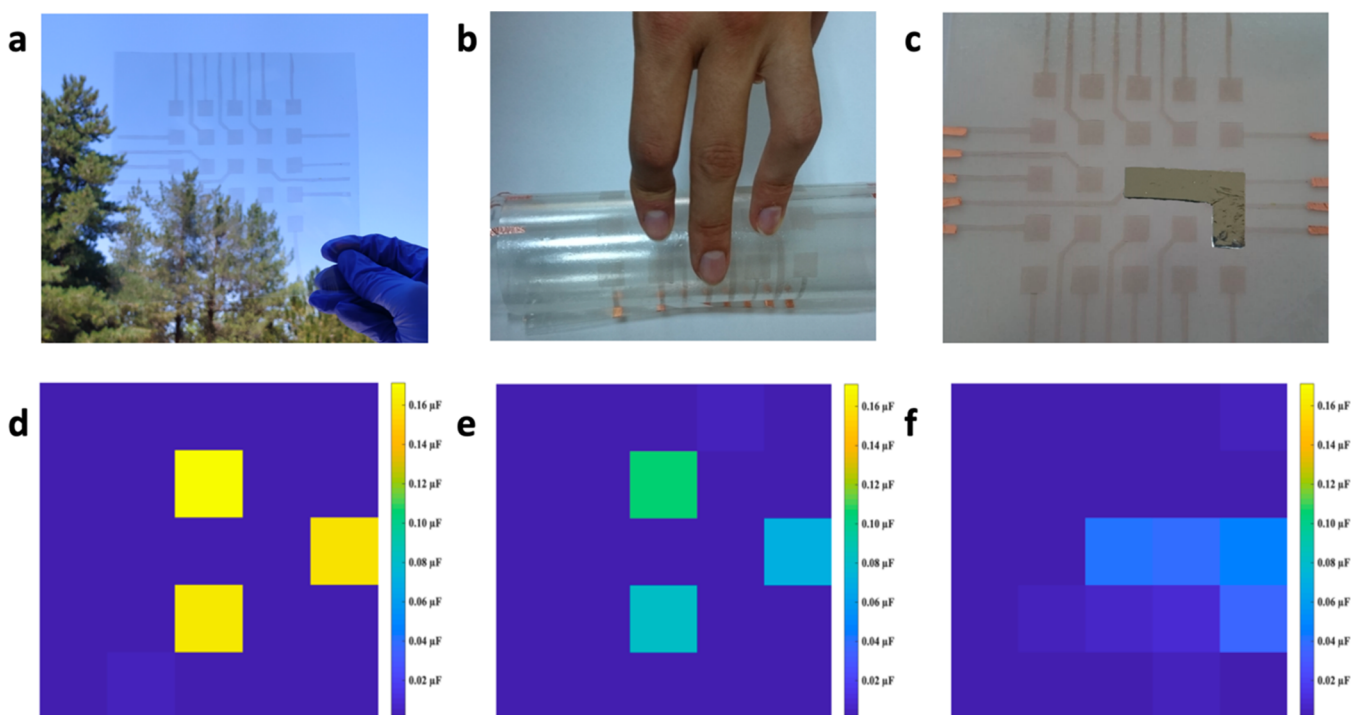 a
b
c
d
0.16 µF
0.14 µF
0.12 µF
0.10 µF
0.08 µF
0.06 µF
0.04 µF
0.02 µF
e
0.16 µF
0.14 µF
0.12 µF
0.10 µF
0.08 µF
0.06 µF
0.04 µF
0.02 µF
f
0.16 µF
0.14 µF
0.12 µF
0.10 µF
0.08 µF
0.06 µF
0.04 µF
0.02 µF